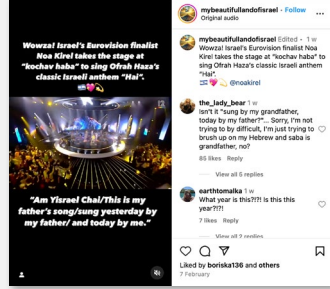 Wowza! Israel's Eurovision finalist
Noa Kirel takes the stage at
"kochav haba" to sing Ofrah Haza's
classic Israeli anthem "Hai".
"Am Yisrael Chai/This is my
father's song/sung yesterday by
my father/ and today by me."
mybeautifullandofisrael • Follow
Original audio
mybeautifullandofisrael Edited • 1 w
Wowza! Israel's Eurovision finalist
Noa Kirel takes the stage at
"kochav haba" to sing Ofrah Haza's
classic Israeli anthem
"Hai".
@noakirel
the_lady_bear 1 w
Isn't it "sung by my grandfather,
today by my father?"... Sorry, I'm not
trying to by difficult, I'm just trying to
brush up on my Hebrew and saba is
grandfather, no?
85 likes Reply
View all 5 replies
earthtomalka 1 w
What year is this?!?! Is this this
year?!?!
7 likes Reply
View all 2 replies
Liked by boriska136 and others
7 February